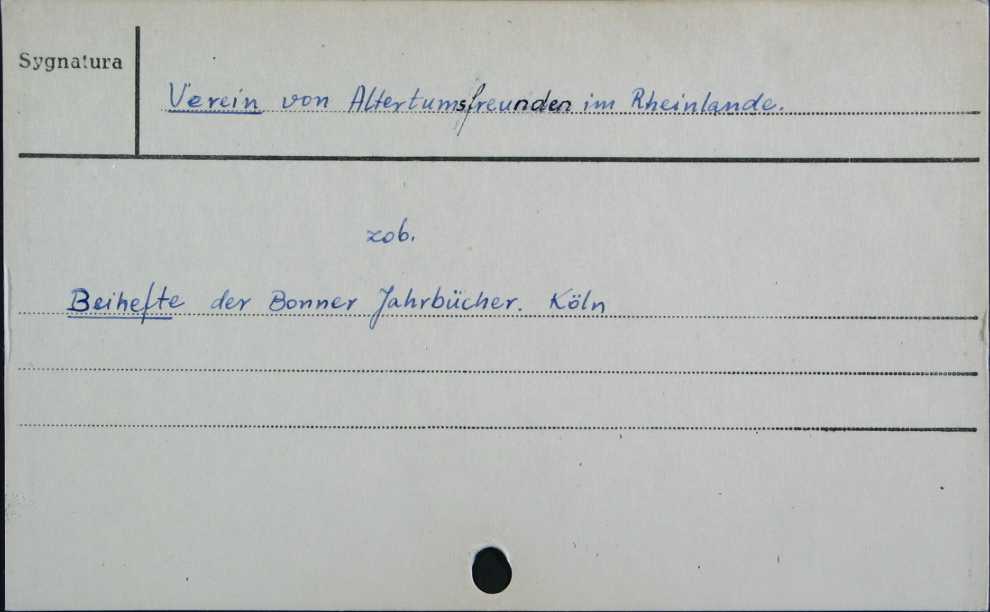 Sygnatura
Verein von Altertumsfreunden im Rheinlande.
zob.
Beihefte der Bonner Jahrbücher. Köln